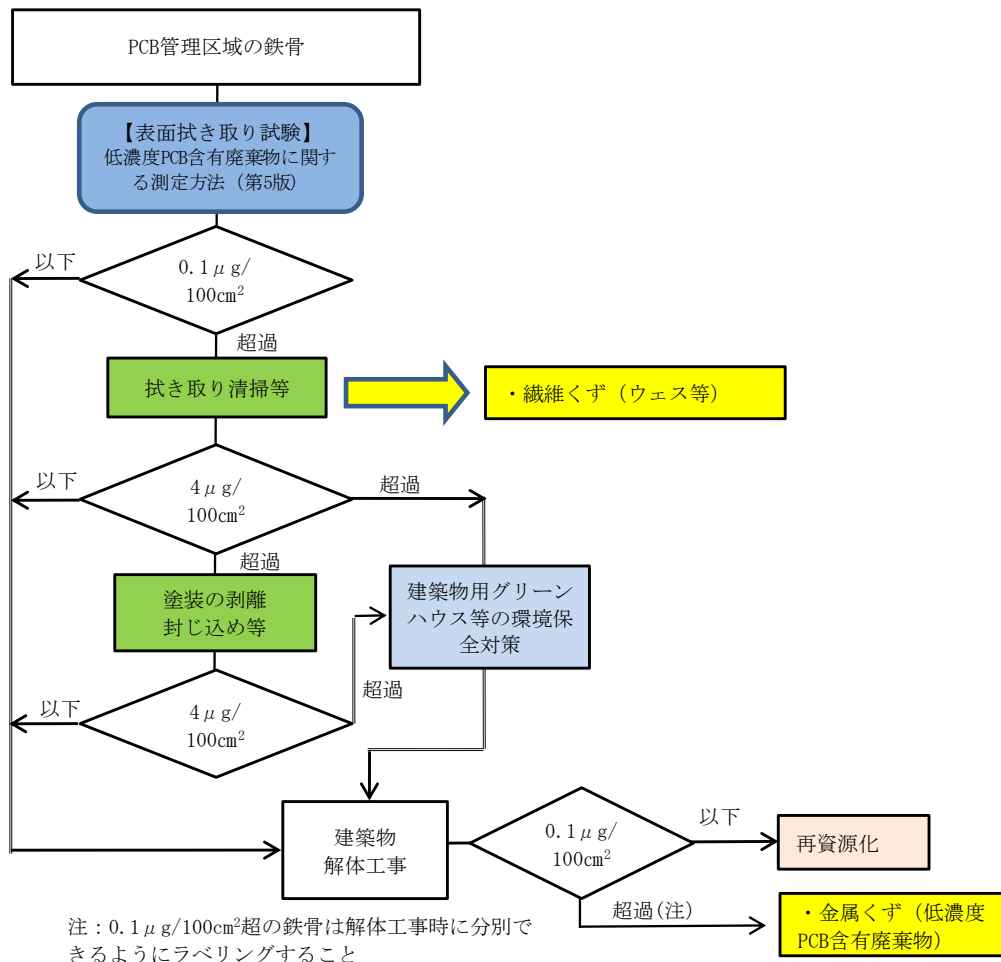 PCB管理区域の鉄骨
【表面拭き取り試験】
低濃度PCB含有廃棄物に関す
る測定方法（第5版）
以下
0.1μg/
100cm²
超過
拭き取り清掃等
・繊維くず（ウェス等）
以下
4μg/
100cm²
超過
超過
塗装の剥離
封じ込め等
建築物用グリーン
ハウス等の環境保
全対策
以下
4μg/
100cm²
超過
建築物
解体工事
0.1μg/
100cm²
以下
再資源化
超過(注)
・金属くず（低濃度
PCB含有廃棄物）
注：0.1μg/100cm²超の鉄骨は解体工事時に分別で
きるようにラベリングすること